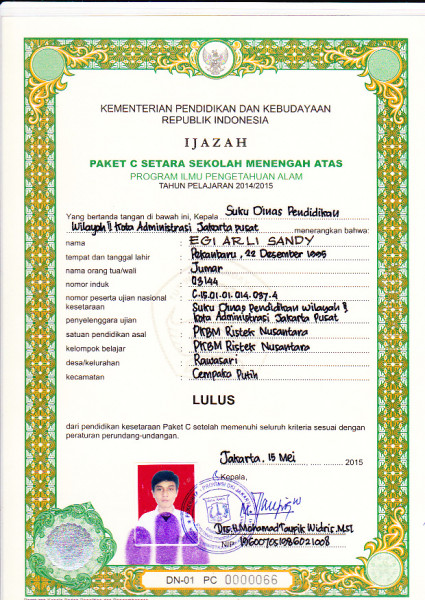 KEMENTERIAN PENDIDIKAN DAN KEBUDAYAAN
REPUBLIK INDONESIA
IJAZAH
PAKET C SETARA SEKOLAH MENENGAH ATAS
PROGRAM ILMU PENGETAHUAN ALAM
TAHUN PELAJARAN 2014/2015
Yang bertanda tangan di bawah ini, Kepala Suku Dinas Pendidikan
Wilayah II Kota Administrasi Jakarta Pusat menerangkan bahwa:
nama : EGI ARLI SANDY
tempat dan tanggal lahir : Pekanbaru, 22 Desember 1995
nama orang tua/wali : Jumar
nomor induk : 03144
nomor peserta ujian nasional kesetaraan : C-15.01.01.014.037.4
penyelenggara ujian : Suku Dinas Pendidikan Wilayah II
Kota Administrasi Jakarta Pusat
satuan pendidikan asal : PKBM Ristek Nusantara
kelompok belajar : PKBM Ristek Nusantara
desa/kelurahan : Rawasari
kecamatan : Cempaka Putih
LULUS
dari pendidikan kesetaraan Paket C setelah memenuhi seluruh kriteria sesuai dengan
peraturan perundang-undangan.
Jakarta, 15 Mei 2015
Kepala,
Drs. H. Mohamad Taupik Widris, M.Si
NIP. 196007051986021008
DN-01 PC 0000066